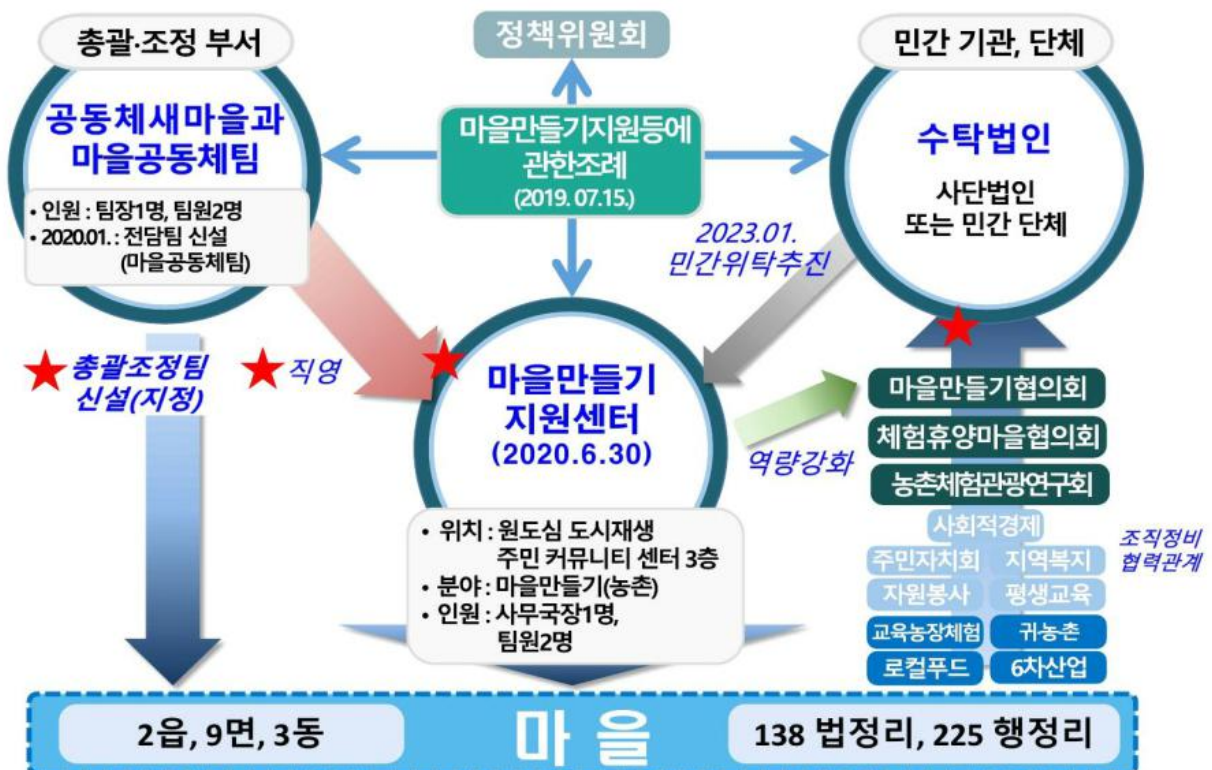 총괄·조정 부서
정책위원회
민간 기관, 단체
공동체새마을과
마을공동체팀
• 인원 : 팀장1명, 팀원2명
• 2020.01. : 전담팀 신설
(마을공동체팀)
마을만들기지원등에
관한조례
(2019. 07.15.)
수탁법인
사단법인
또는 민간 단체
2023.01.
민간위탁추진
총괄조정팀
신설(지정)
직영
마을만들기
지원센터
(2020.6.30)
역량강화
• 위치 : 원도심 도시재생
주민 커뮤니티 센터 3층
• 분야 : 마을만들기(농촌)
• 인원 : 사무국장1명,
팀원2명
마을만들기협의회
체험휴양마을협의회
농촌체험관광연구회
사회적경제
주민자치회 지역복지
자원봉사 평생교육
교육농장체험 귀농촌
로컬푸드 6차산업
조직정비
협력관계
2읍, 9면, 3동
마을
138 법정리, 225 행정리